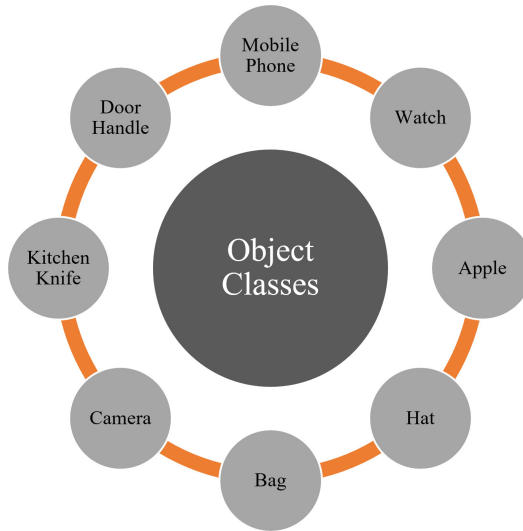 Mobile
Phone
Door
Handle
Watch
Kitchen
Knife
Object
Classes
Apple
Camera
Hat
Bag